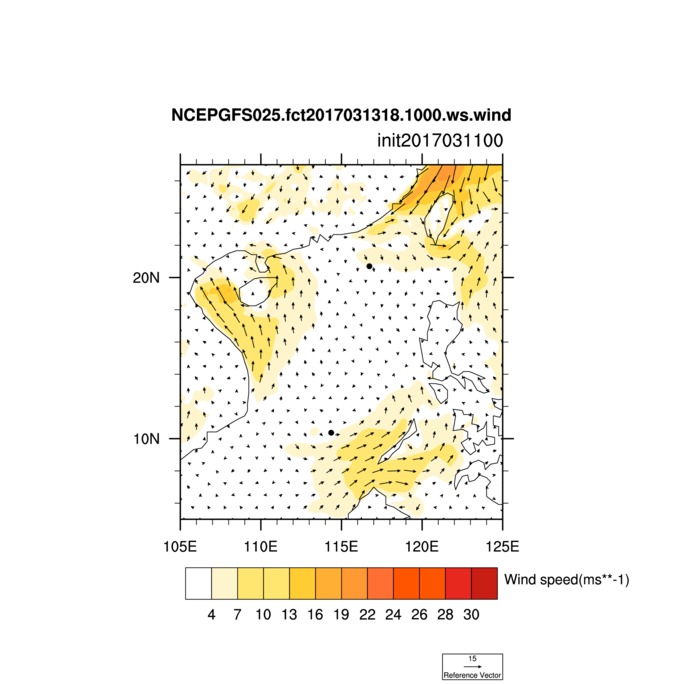 NCEPGFS025.fct2017031318.1000.ws.wind
init2017031100
20N
10N
105E 110E 115E 120E 125E
Wind speed(ms**-1)
4 7 10 13 16 19 22 24 26 28 30
15
Reference Vector